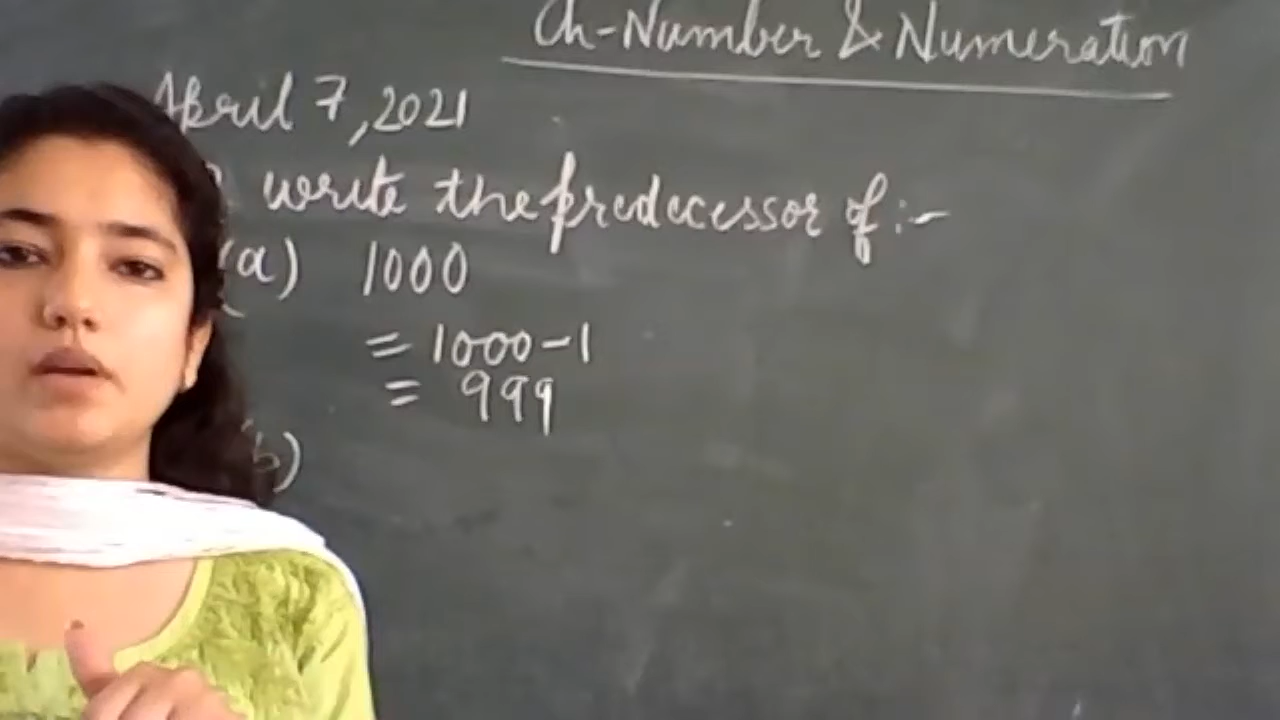 Ch-Number & Numeration
April 7, 2021
write the predecessor of :-
(a) 1000
= 1000-1
= 999
b)